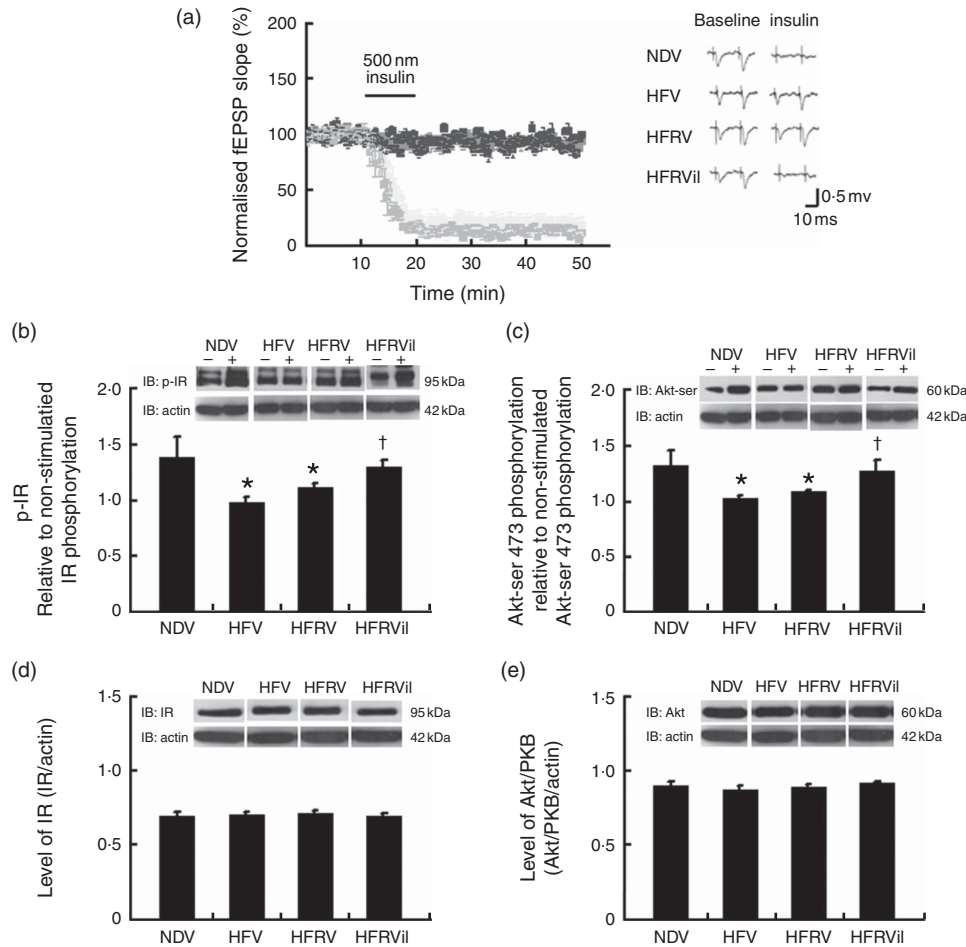 (a)
200
150
100
50
0
Normalised fEPSP slope (%)
500 nm
insulin
10 20 30 40 50
Time (min)
Baseline insulin
NDV
HFV
HFRV
HFRVil
0·5 mv
10 ms
(b)
NDV HFV HFRV HFRVil
– + – + – + – +
IB: p-IR 95 kDa
IB: actin 42 kDa
2·0
1·5
1·0
0·5
0
p-IR
Relative to non-stimulated
IR phosphorylation
* * †
NDV HFV HFRV HFRVil
(c)
NDV HFV HFRV HFRVil
– + – + – + – +
IB: Akt-ser 60 kDa
IB: actin 42 kDa
2·0
1·5
1·0
0·5
0
Akt-ser 473 phosphorylation
relative to non-stimulated
Akt-ser 473 phosphorylation
* * †
NDV HFV HFRV HFRVil
(d)
NDV HFV HFRV HFRVil
IB: IR 95 kDa
IB: actin 42 kDa
1·5
1·0
0·5
0
Level of IR (IR/actin)
NDV HFV HFRV HFRVil
(e)
NDV HFV HFRV HFRVil
IB: Akt 60 kDa
IB: actin 42 kDa
1·5
1·0
0·5
0
Level of Akt/PKB
(Akt/PKB/actin)
NDV HFV HFRV HFRVil